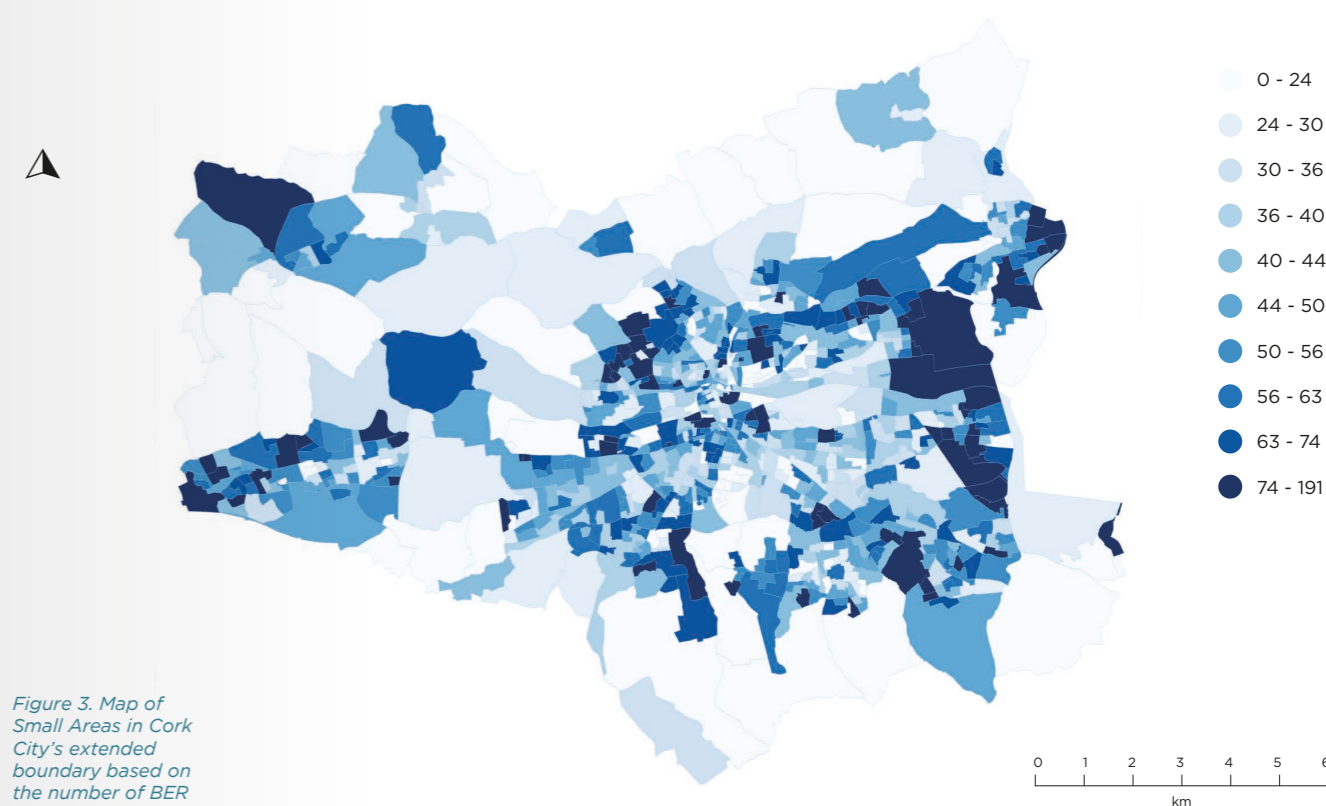 0 - 24
24 - 30
30 - 36
36 - 40
40 - 44
44 - 50
50 - 56
56 - 63
63 - 74
74 - 191
Figure 3. Map of
Small Areas in Cork
City's extended
boundary based on
the number of BER
0 1 2 3 4 5 6
km